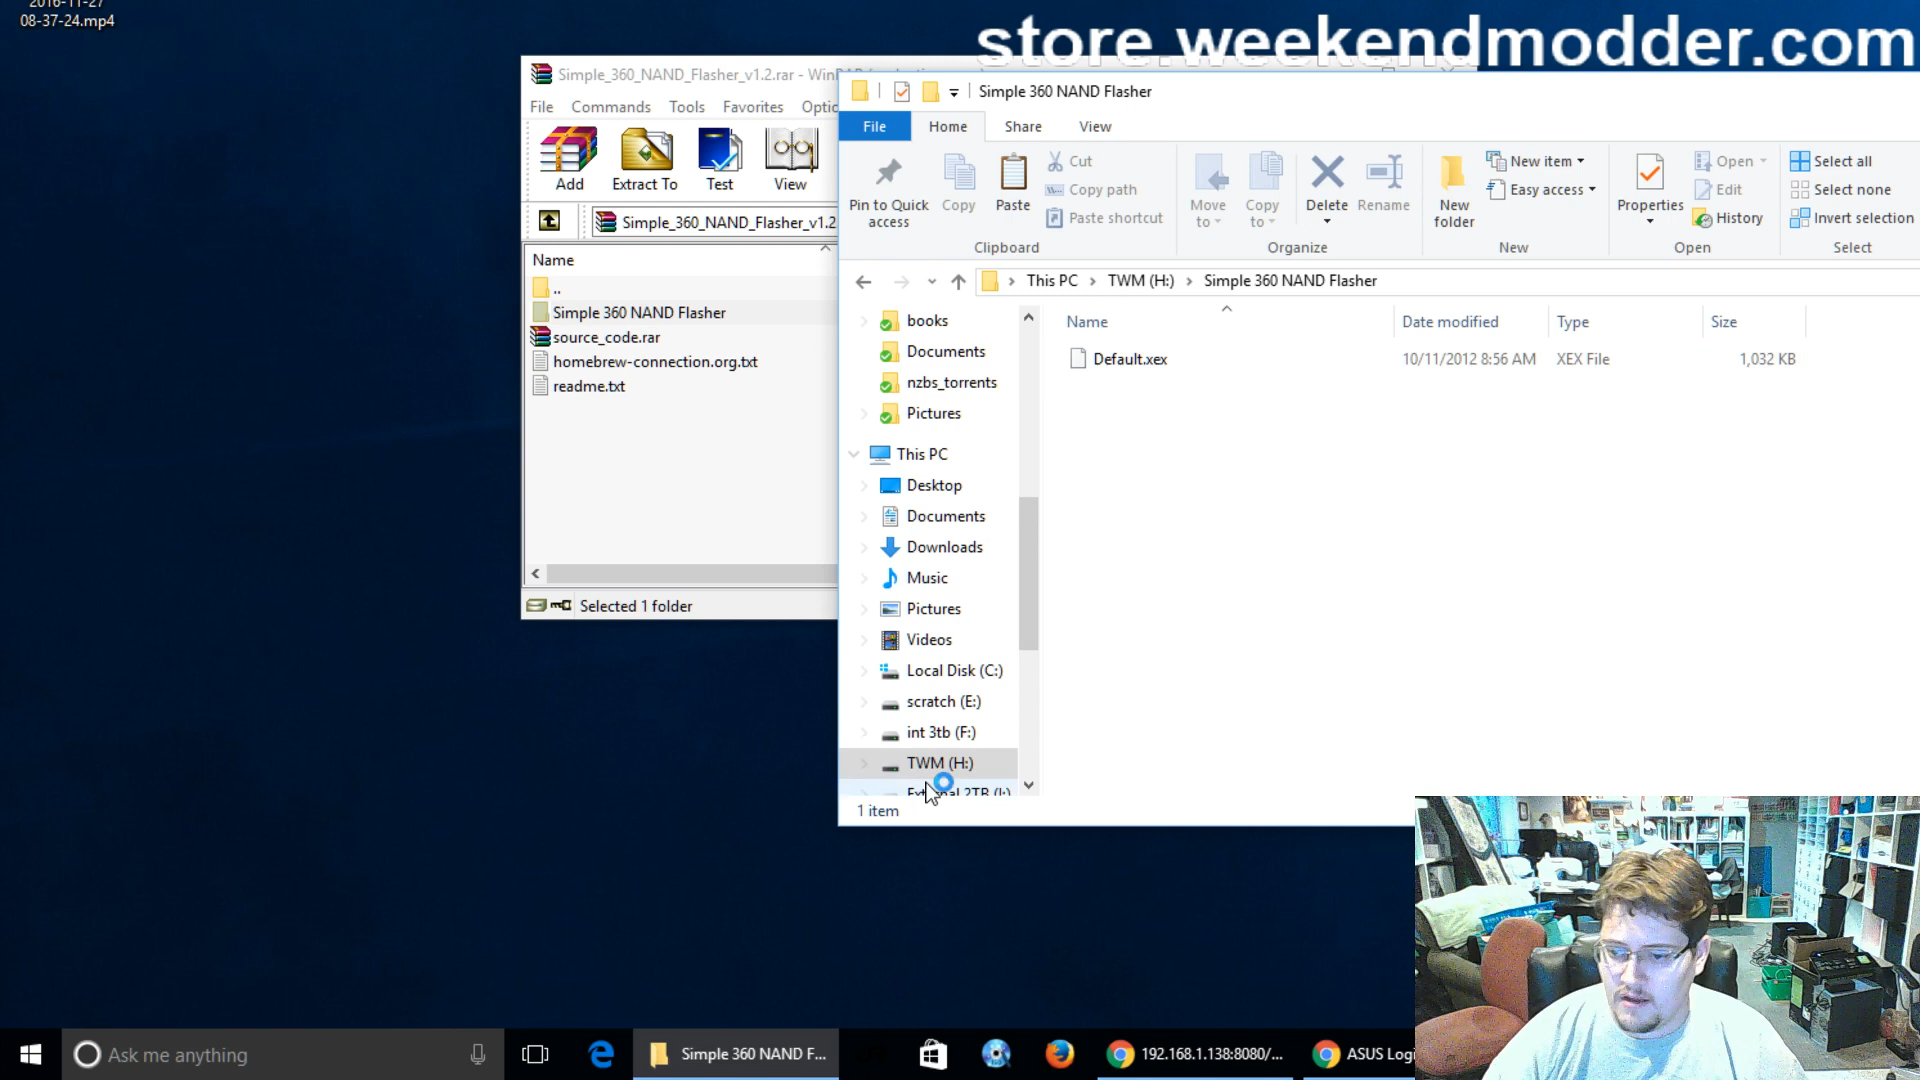 2016-11-27
08-37-24.mp4
store.weekendmodder.com
Simple_360_NAND_Flasher_v1.2.rar - Win
File Commands Tools Favorites Optio
Add Extract To Test View
Simple_360_NAND_Flasher_v1.2
Name
..
Simple 360 NAND Flasher
source_code.rar
homebrew-connection.org.txt
readme.txt
Selected 1 folder
Simple 360 NAND Flasher
File Home Share View
Pin to Quick access
Copy
Paste
Cut
Copy path
Paste shortcut
Clipboard
Move to
Copy to
Delete
Rename
Organize
New folder
New item
Easy access
New
Properties
Open
Edit
History
Open
Select all
Select none
Invert selection
Select
This PC > TWM (H:) > Simple 360 NAND Flasher
Name Date modified Type Size
Default.xex 10/11/2012 8:56 AM XEX File 1,032 KB
books
Documents
nzbs_torrents
Pictures
This PC
Desktop
Documents
Downloads
Music
Pictures
Videos
Local Disk (C:)
scratch (E:)
int 3tb (F:)
TWM (H:)
External 2TB (I:)
1 item
Ask me anything
Simple 360 NAND F...
192.168.1.138:8080/...
ASUS Logi